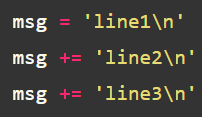 msg = 'line1\n'
msg += 'line2\n'
msg += 'line3\n'